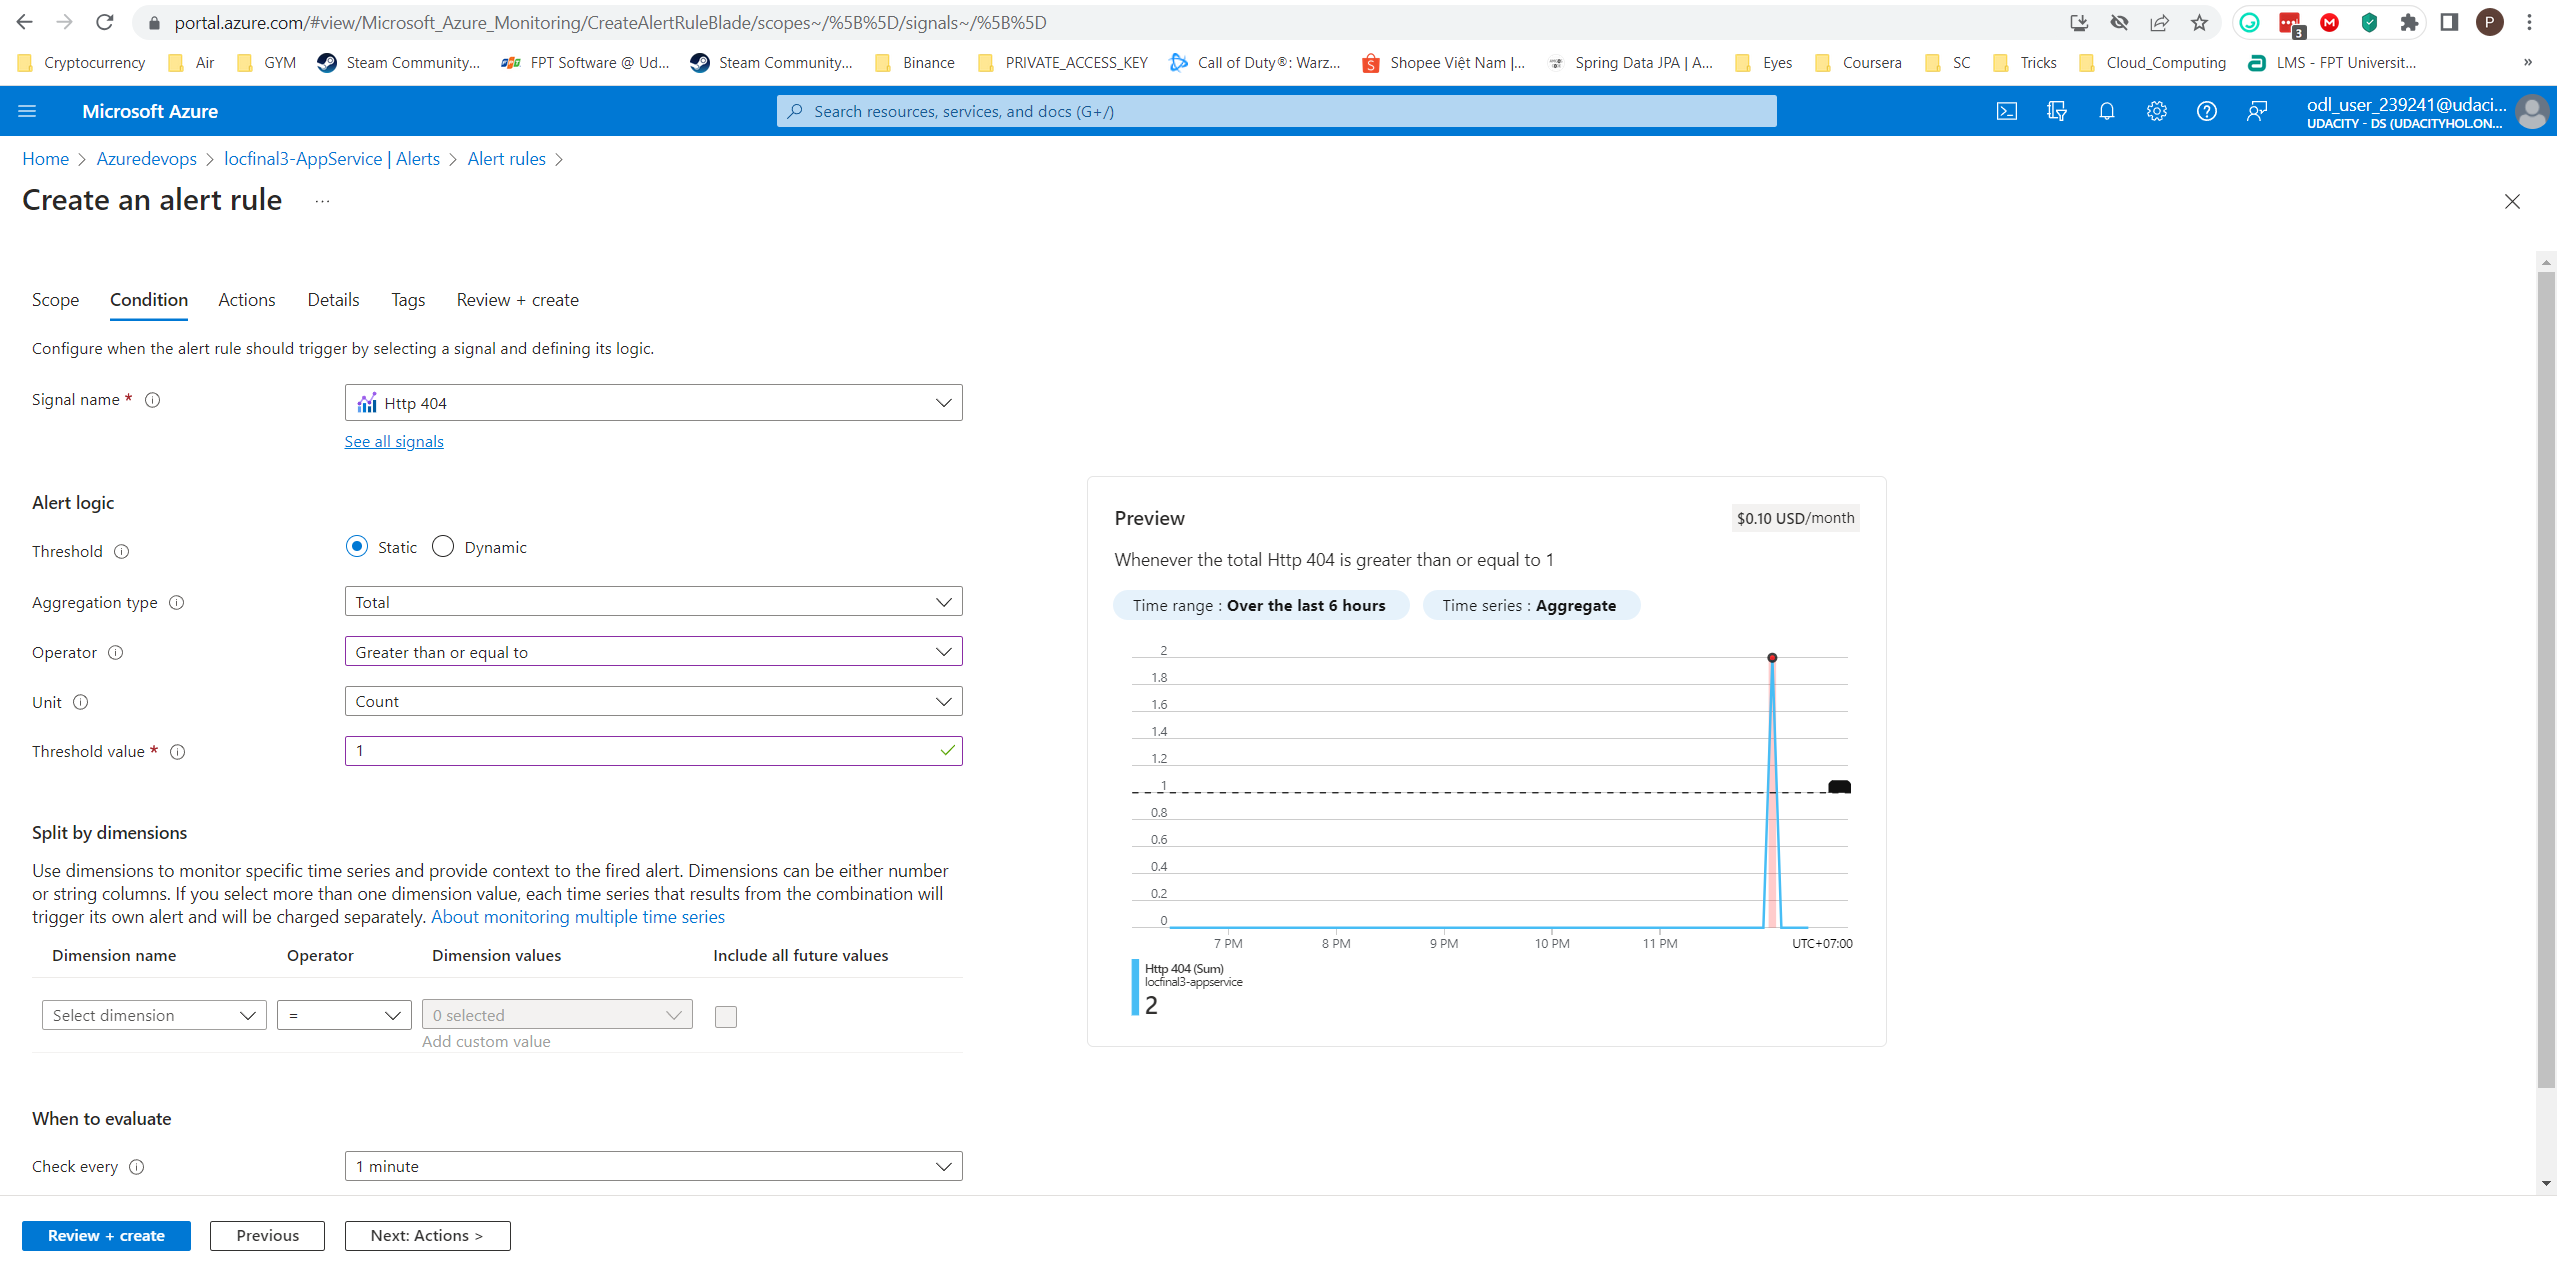 portal.azure.com/#view/Microsoft_Azure_Monitoring/CreateAlertRuleBlade/scopes~/%5B%5D/signals~/%5B%5D
3
P
Cryptocurrency Air GYM Steam Community... FPT Software @ Ud... Steam Community... Binance PRIVATE_ACCESS_KEY Call of Duty®: Warz... Shopee Việt Nam |... Spring Data JPA | A... Eyes Coursera SC Tricks Cloud_Computing LMS - FPT Universit... »
Microsoft Azure
Search resources, services, and docs (G+/)
odl_user_239241@udaci...
UDACITY - DS (UDACITYHOL.ON...
Home > Azuredevops > locfinal3-AppService | Alerts > Alert rules >
Create an alert rule ...
Scope Condition Actions Details Tags Review + create
Configure when the alert rule should trigger by selecting a signal and defining its logic.
Signal name *
Http 404
See all signals
Alert logic
Threshold
Static Dynamic
Aggregation type
Total
Operator
Greater than or equal to
Unit
Count
Threshold value *
1
Split by dimensions
Use dimensions to monitor specific time series and provide context to the fired alert. Dimensions can be either number
or string columns. If you select more than one dimension value, each time series that results from the combination will
trigger its own alert and will be charged separately. About monitoring multiple time series
Dimension name Operator Dimension values Include all future values
Select dimension = 0 selected
Add custom value
When to evaluate
Check every
1 minute
Review + create Previous Next: Actions >
Preview
$0.10 USD/month
Whenever the total Http 404 is greater than or equal to 1
Time range : Over the last 6 hours Time series : Aggregate
2
1.8
1.6
1.4
1.2
1
0.8
0.6
0.4
0.2
0
7 PM 8 PM 9 PM 10 PM 11 PM UTC+07:00
Http 404 (Sum)
locfinal3-appservice
2